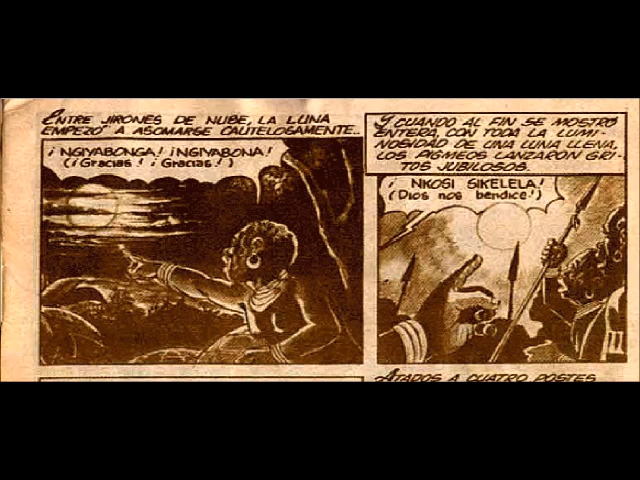 ENTRE JIRONES DE NUBE, LA LUNA
EMPEZO A ASOMARSE CAUTELOSAMENTE..
¡ NGIYABONGA! ¡NGIYABONA!
(¡Gracias! ¡ Gracias!)
Y CUANDO AL FIN SE MOSTRÓ
ENTERA, CON TODA LA LUMI-
NOSIDAD DE UNA LUNA LLENA,
LOS PIGMEOS LANZARON GRI-
TOS JUBILOSOS.
¡ NKOSI SIKELELA!
(Dios nos bendice!)
ATADOS A CUATRO POSTES